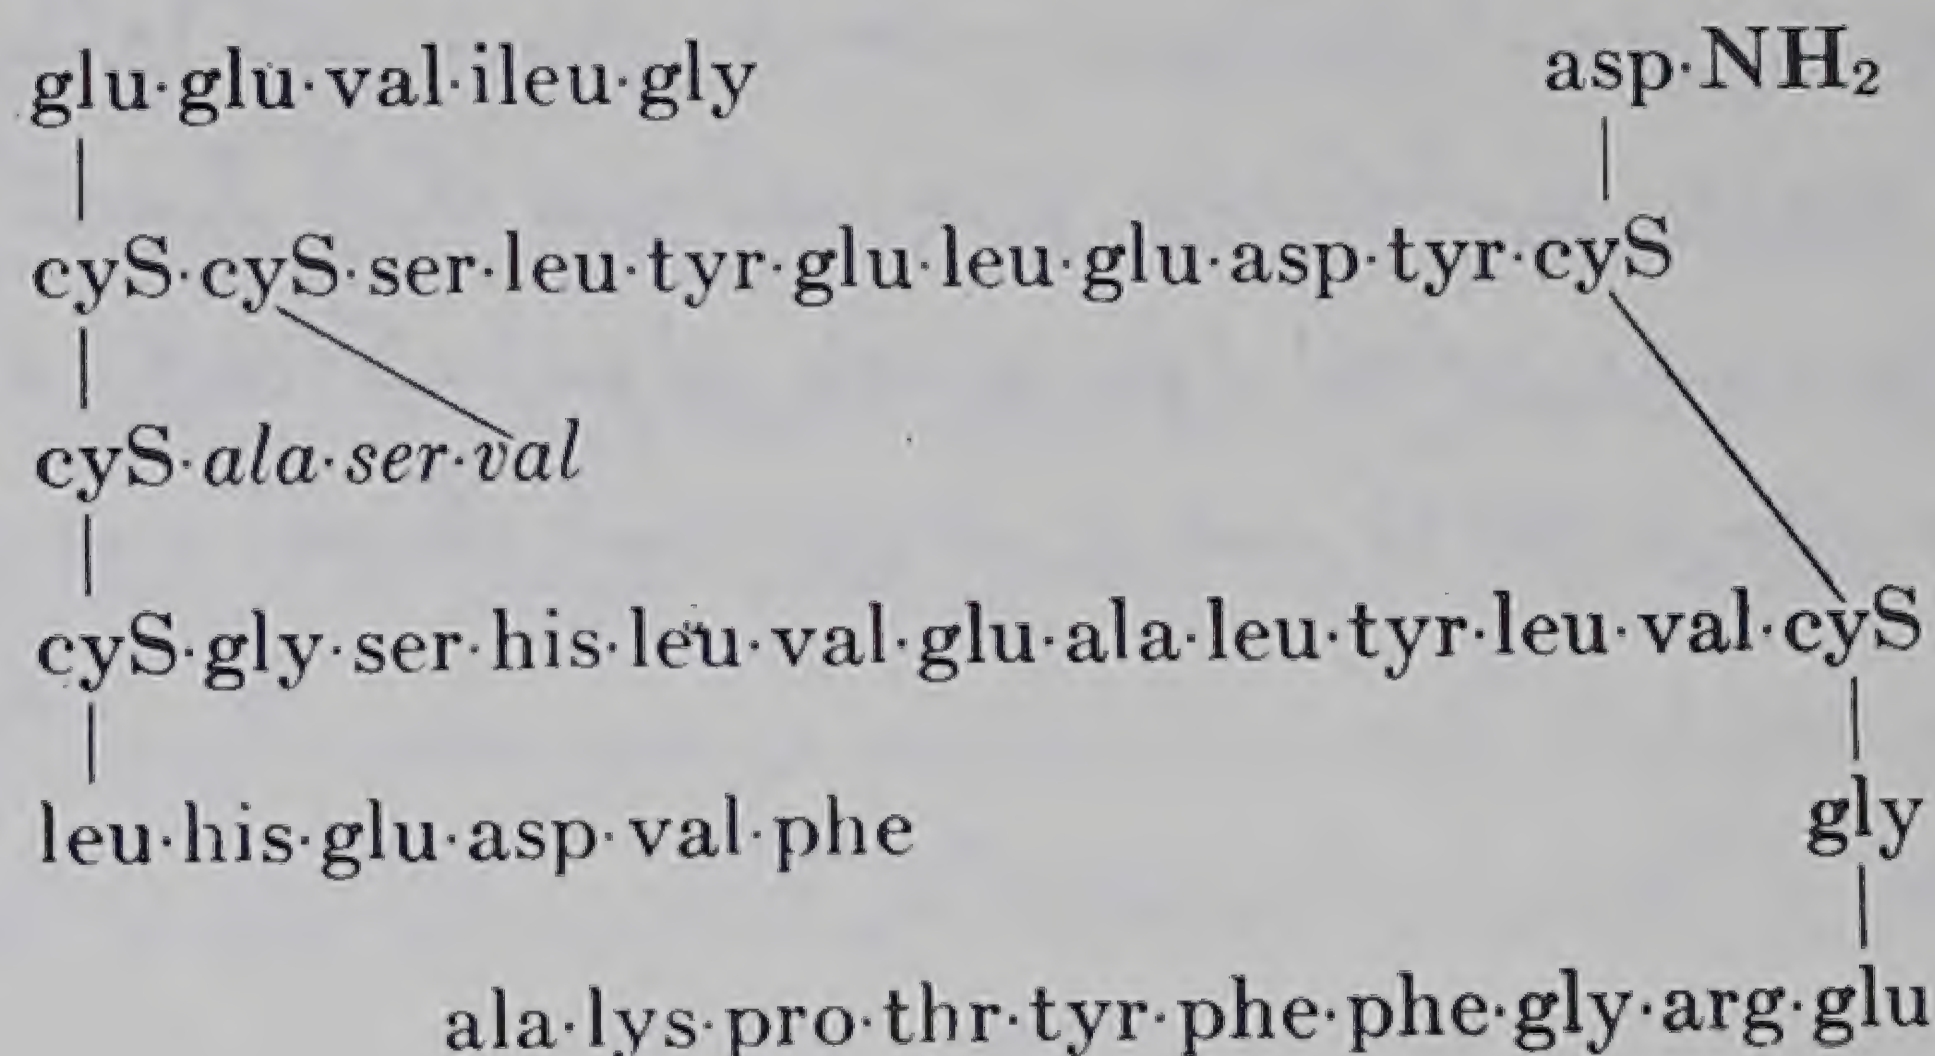 glu·glu·val·ileu·gly asp·NH₂
cyS·cyS·ser·leu·tyr·glu·leu·glu·asp·tyr·cyS
cyS·ala·ser·val
cyS·gly·ser·his·leu·val·glu·ala·leu·tyr·leu·val·cyS
leu·his·glu·asp·val·phe gly
ala·lys·pro·thr·tyr·phe·phe·gly·arg·glu